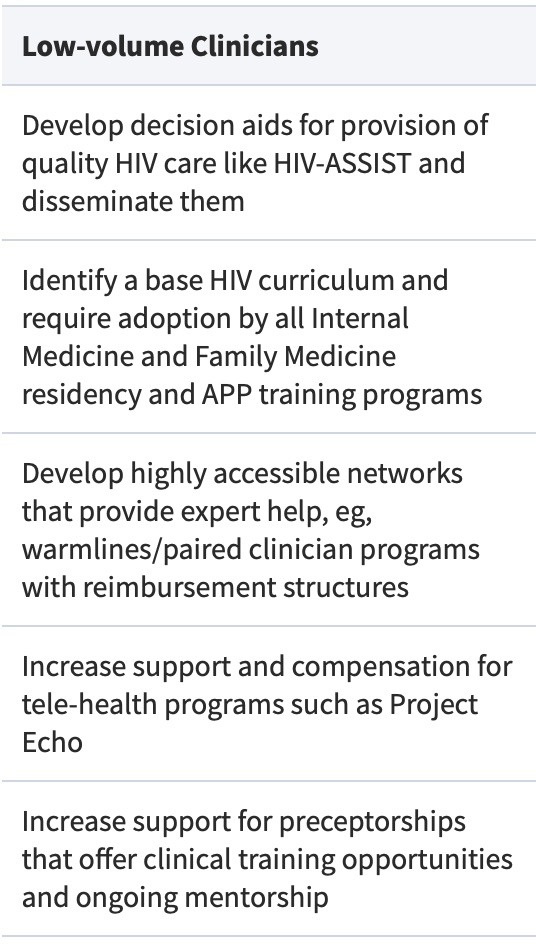 Low-volume Clinicians
Develop decision aids for provision of
quality HIV care like HIV-ASSIST and
disseminate them
Identify a base HIV curriculum and
require adoption by all Internal
Medicine and Family Medicine
residency and APP training programs
Develop highly accessible networks
that provide expert help, eg,
warmlines/paired clinician programs
with reimbursement structures
Increase support and compensation for
tele-health programs such as Project
Echo
Increase support for preceptorships
that offer clinical training opportunities
and ongoing mentorship